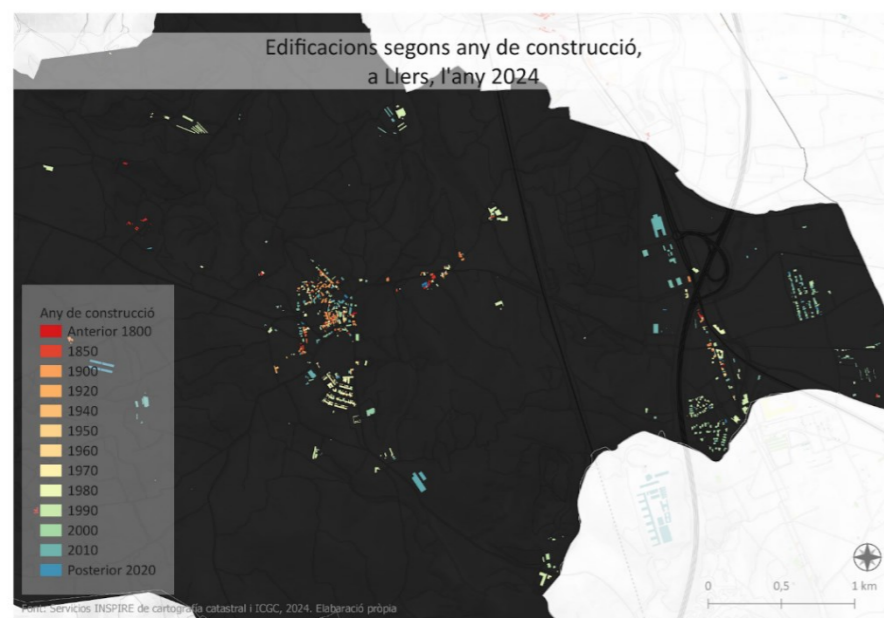 Edificacions segons any de construcció,
a Llers, l'any 2024
Any de construcció
Anterior 1800
1850
1900
1920
1940
1950
1960
1970
1980
1990
2000
2010
Posterior 2020
0 0,5 1 km
Font: Servicios INSPIRE de cartografía catastral i ICGC, 2024. Elabaració pròpia